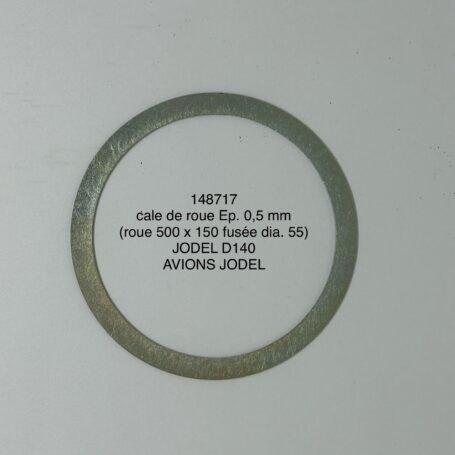 148717
cale de roue Ep. 0,5 mm
(roue 500 x 150 fusée dia. 55)
JODEL D140
AVIONS JODEL